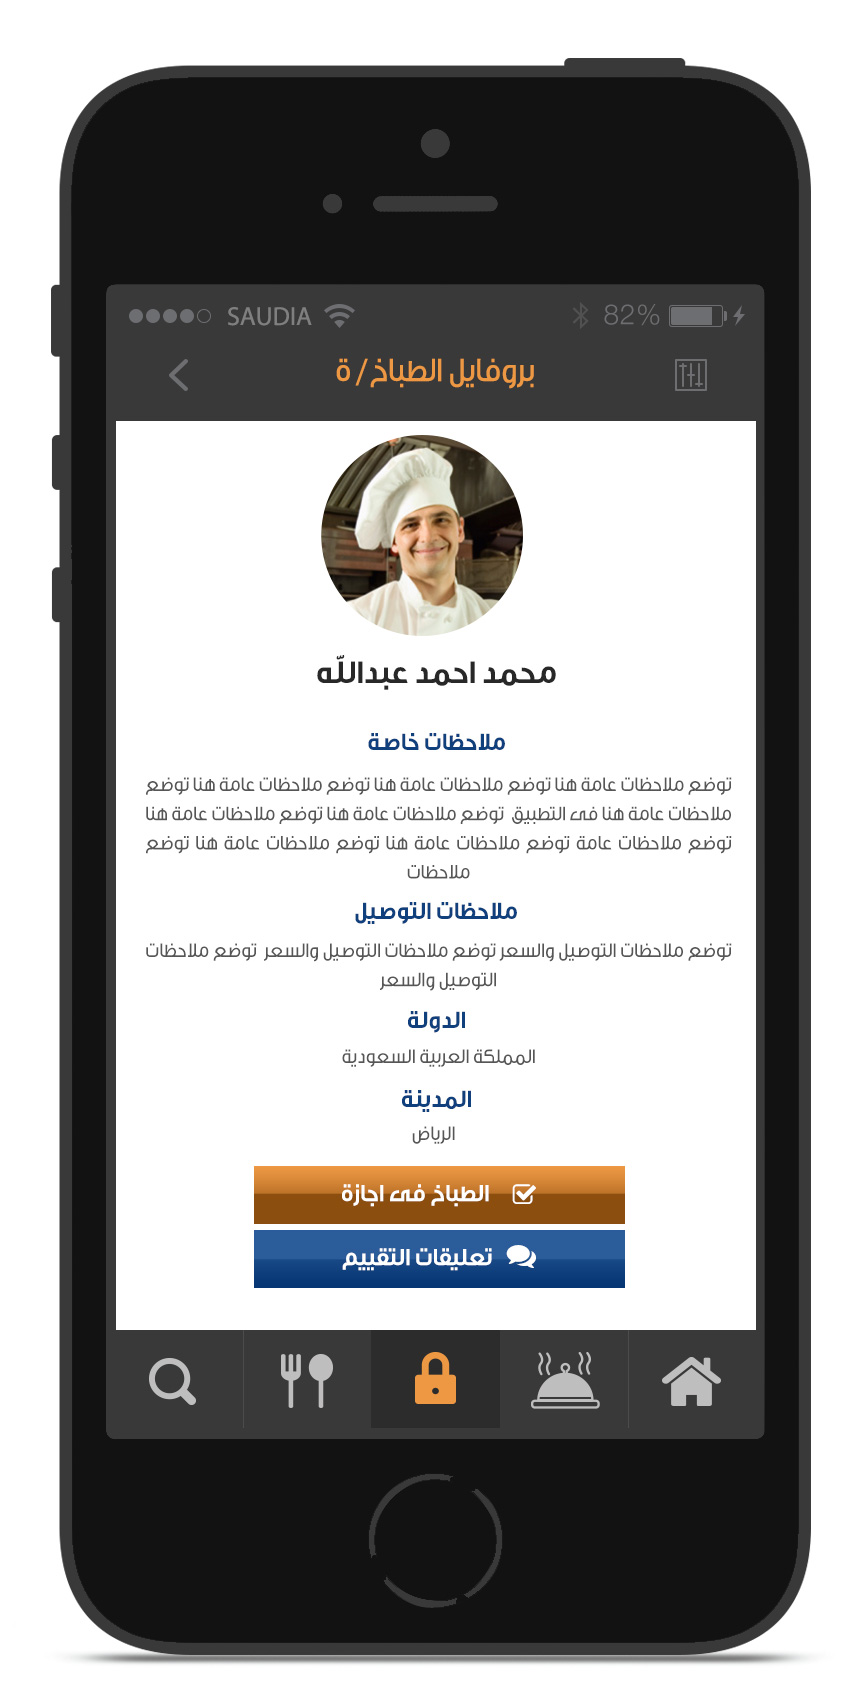 SAUDIA 82%
بروفايل الطباخ / ة
محمد احمد عبدالله
ملاحظات خاصة
توضع ملاحظات عامة هنا توضع ملاحظات عامة هنا توضع ملاحظات عامة هنا توضع
ملاحظات عامة هنا فى التطبيق توضع ملاحظات عامة هنا توضع ملاحظات عامة هنا
توضع ملاحظات عامة توضع ملاحظات عامة هنا توضع ملاحظات عامة هنا توضع
ملاحظات
ملاحظات التوصيل
توضع ملاحظات التوصيل والسعر توضع ملاحظات التوصيل والسعر توضع ملاحظات
التوصيل والسعر
الدولة
المملكة العربية السعودية
المدينة
الرياض
الطباخ فى اجازة
تعليقات التقييم